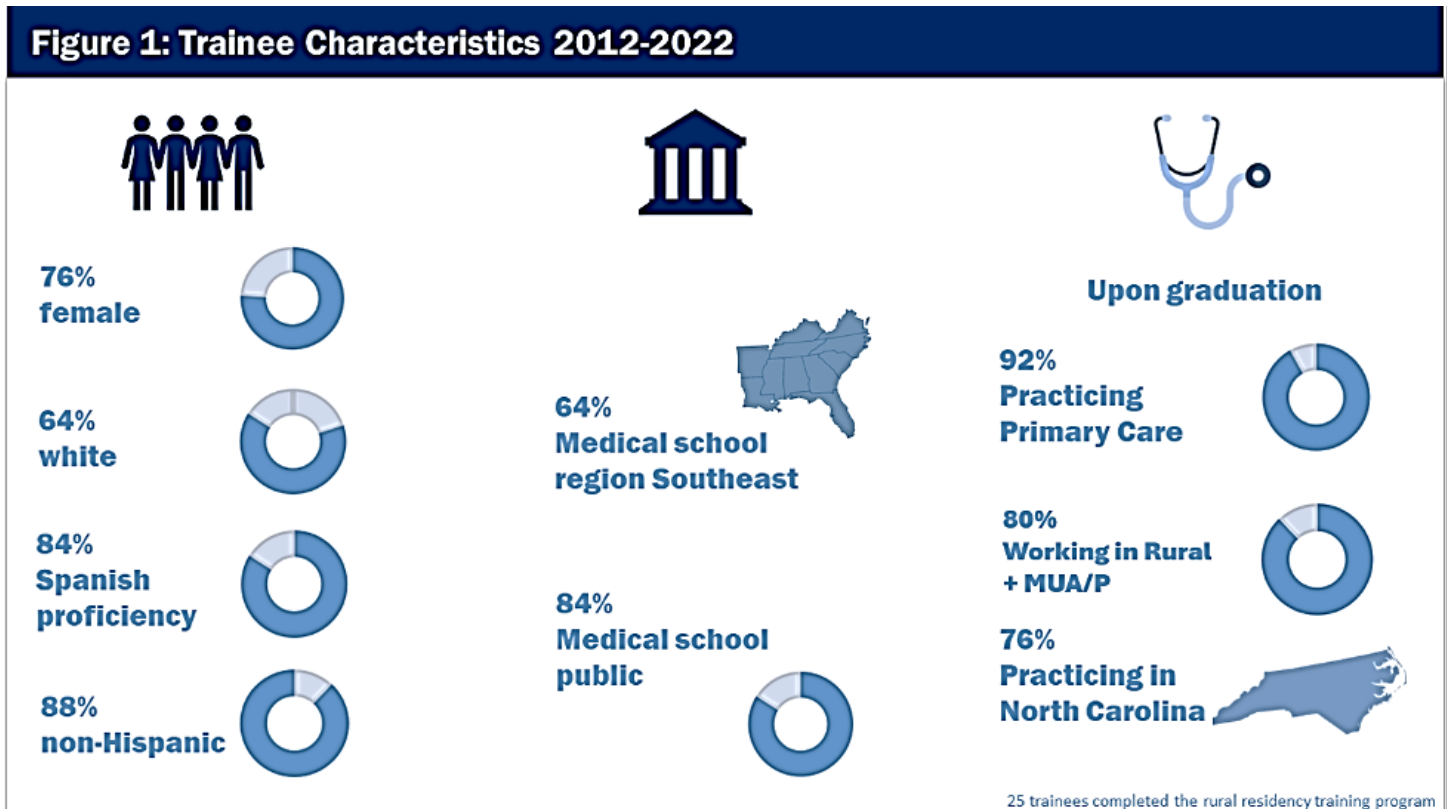 Figure 1: Trainee Characteristics 2012-2022
76%
female
64%
white
84%
Spanish
proficiency
88%
non-Hispanic
64%
Medical school
region Southeast
84%
Medical school
public
Upon graduation
92%
Practicing
Primary Care
80%
Working in Rural
+ MUA/P
76%
Practicing in
North Carolina
25 trainees completed the rural residency training program